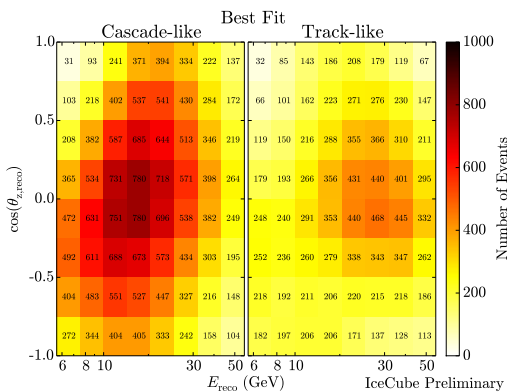 Best Fit
Cascade-like Track-like
1.0 0.5 0.0 -0.5 -1.0
cos(θz,reco)
31 93 241 371 394 334 222 137
103 218 402 537 541 430 284 172
208 382 587 685 644 513 346 219
365 534 731 780 718 571 398 264
472 631 751 786 696 538 382 249
492 611 688 673 573 434 303 195
404 483 551 527 447 327 216 148
272 344 404 405 333 242 158 104
32 85 143 186 208 179 119 67
66 101 162 223 271 276 230 147
119 150 216 288 355 366 310 211
179 193 266 356 431 440 401 295
248 240 291 353 440 468 445 332
252 236 260 279 338 343 347 262
218 192 211 206 220 215 218 186
182 197 206 206 171 137 128 113
6 8 10 30 50 6 8 10 30 50
Ereco (GeV)
1000
800
600
400
200
0
Number of Events
IceCube Preliminary